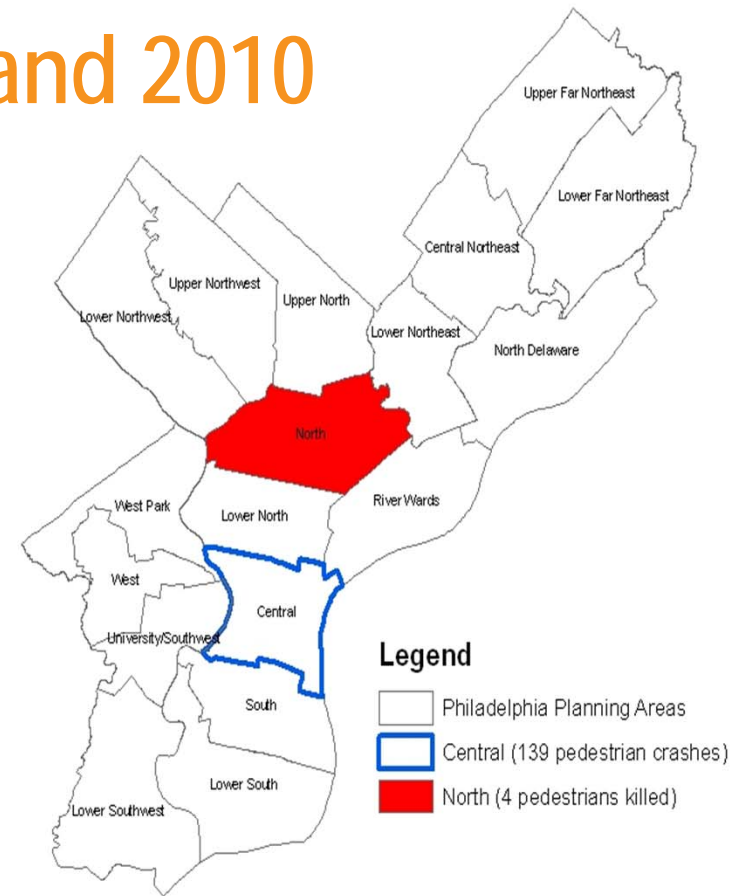 and 2010
Upper Far Northeast
Lower Far Northeast
Central Northeast
Upper Northwest
Upper North
Lower Northwest
Lower Northeast
North Delaware
North
River Wards
West Park
Lower North
West
Central
University/Southwest
South
Lower South
Lower Southwest
Legend
Philadelphia Planning Areas
Central (139 pedestrian crashes)
North (4 pedestrians killed)